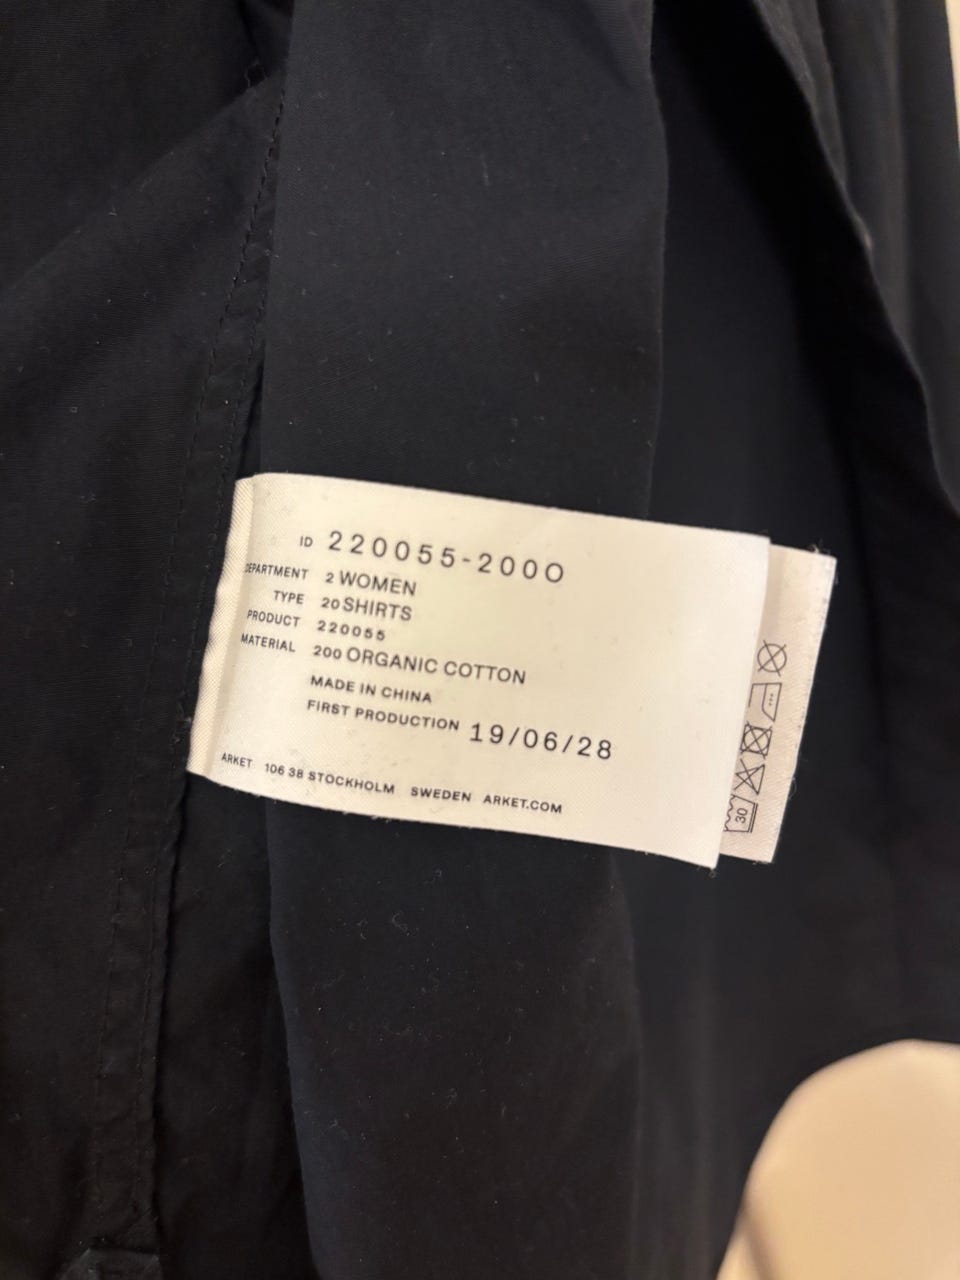 ID 220055-200O
DEPARTMENT 2 WOMEN
TYPE 20 SHIRTS
PRODUCT 220055
MATERIAL 200 ORGANIC COTTON
MADE IN CHINA
FIRST PRODUCTION 19/06/28
ARKET 106 38 STOCKHOLM SWEDEN ARKET.COM
30